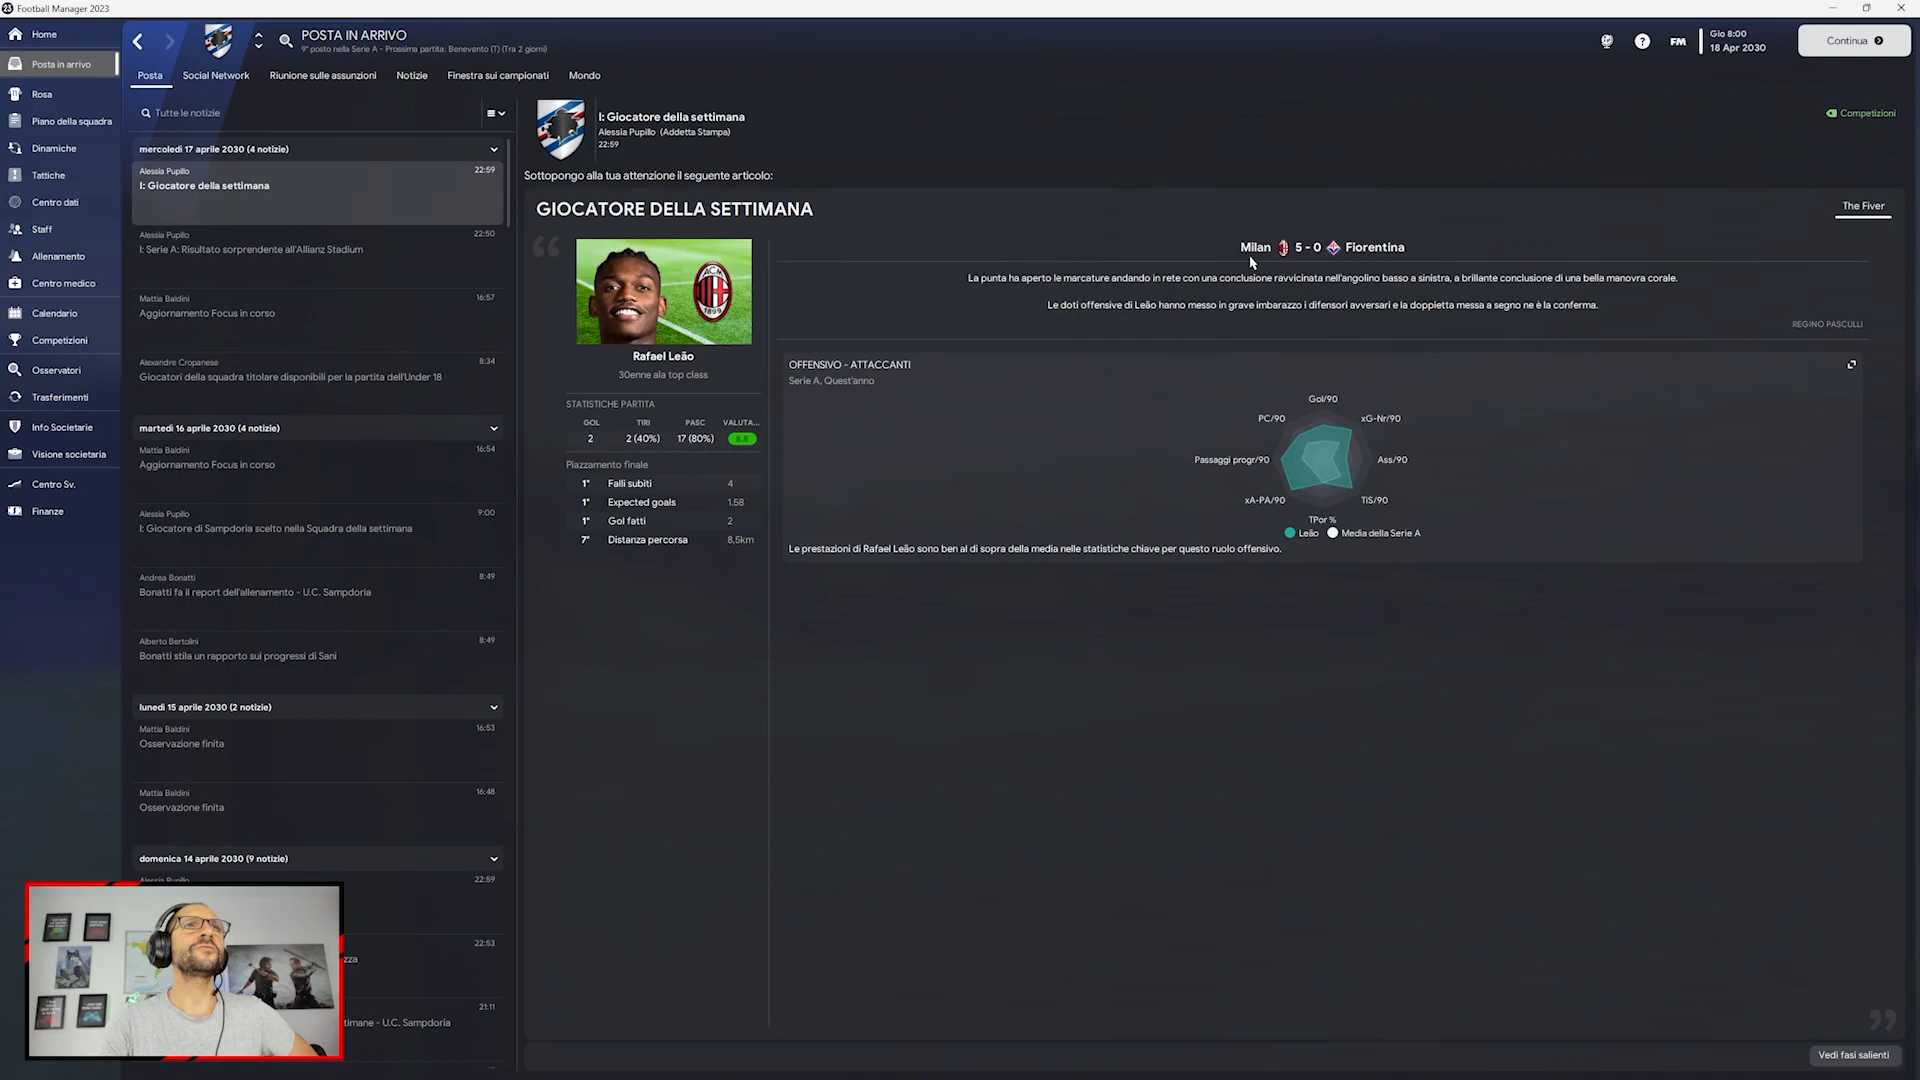 Football Manager 2023
Home
Posta in arrivo
Rosa
Piano della squadra
Dinamiche
Tattiche
Centro dati
Staff
Allenamento
Centro medico
Calendario
Competizioni
Osservatori
Trasferimenti
Info Societarie
Visione societaria
Centro Sv.
Finanze
POSTA IN ARRIVO
9° posto nella Serie A - Prossima partita: Benevento (T) (Tra 2 giorni)
FM
Gio 8:00
18 Apr 2030
Continua
Posta
Social Network
Riunione sulle assunzioni
Notizie
Finestra sui campionati
Mondo
Tutte le notizie
mercoledì 17 aprile 2030 (4 notizie)
Alessia Pupillo 22:59
I: Giocatore della settimana
Alessia Pupillo 22:50
I: Serie A: Risultato sorprendente all'Allianz Stadium
Mattia Baldini 16:57
Aggiornamento Focus in corso
Alexandre Cropanese 8:34
Giocatori della squadra titolare disponibili per la partita dell'Under 18
martedì 16 aprile 2030 (4 notizie)
Mattia Baldini 16:54
Aggiornamento Focus in corso
Alessia Pupillo 9:00
I: Giocatore di Sampdoria scelto nella Squadra della settimana
Andrea Bonatti 8:49
Bonatti fa il report dell'allenamento - U.C. Sampdoria
Alberto Bertolini 8:49
Bonatti stila un rapporto sui progressi di Sani
lunedì 15 aprile 2030 (2 notizie)
Mattia Baldini 16:53
Osservazione finita
Mattia Baldini 16:48
Osservazione finita
domenica 14 aprile 2030 (9 notizie)
Alessia Pupillo 22:59
22:53
zza
21:11
timane - U.C. Sampdoria
I: Giocatore della settimana
Alessia Pupillo (Addetta Stampa)
22:59
Competizioni
Sottopongo alla tua attenzione il seguente articolo:
GIOCATORE DELLA SETTIMANA
The Fiver
ACM
1899
Rafael Leão
30enne ala top class
STATISTICHE PARTITA
GOL TIRI PASC VALUTA...
2 2 (40%) 17 (80%) 8.8
Piazzamento finale
1° Falli subiti 4
1° Expected goals 1.58
1° Gol fatti 2
7° Distanza percorsa 8,5km
Milan 5 - 0 Fiorentina
La punta ha aperto le marcature andando in rete con una conclusione ravvicinata nell'angolino basso a sinistra, a brillante conclusione di una bella manovra corale.
Le doti offensive di Leão hanno messo in grave imbarazzo i difensori avversari e la doppietta messa a segno ne è la conferma.
REGINO PASCULLI
OFFENSIVO - ATTACCANTI
Serie A, Quest'anno
Gol/90
PC/90 xG-Nr/90
Passaggi progr/90 Ass/90
xA-PA/90 TiS/90
TPor %
Leão Media della Serie A
Le prestazioni di Rafael Leão sono ben al di sopra della media nelle statistiche chiave per questo ruolo offensivo.
Vedi fasi salienti